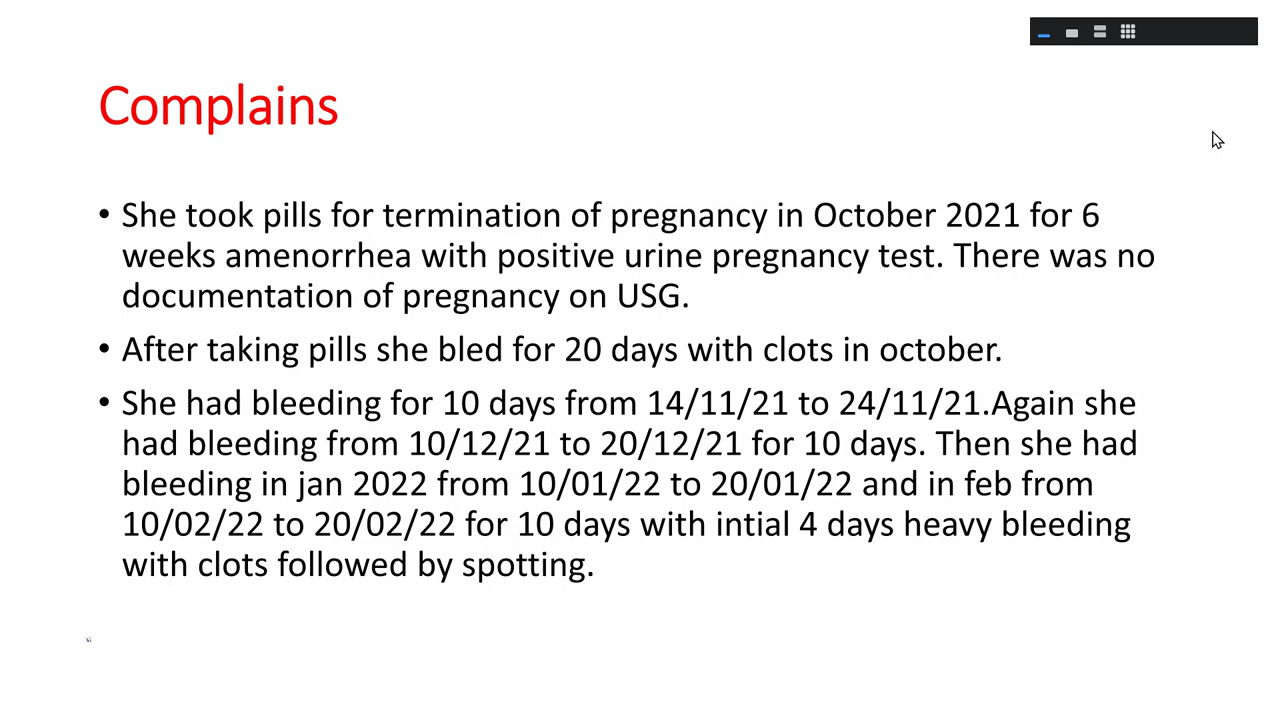 Complains
• She took pills for termination of pregnancy in October 2021 for 6
weeks amenorrhea with positive urine pregnancy test. There was no
documentation of pregnancy on USG.
• After taking pills she bled for 20 days with clots in october.
• She had bleeding for 10 days from 14/11/21 to 24/11/21.Again she
had bleeding from 10/12/21 to 20/12/21 for 10 days. Then she had
bleeding in jan 2022 from 10/01/22 to 20/01/22 and in feb from
10/02/22 to 20/02/22 for 10 days with intial 4 days heavy bleeding
with clots followed by spotting.